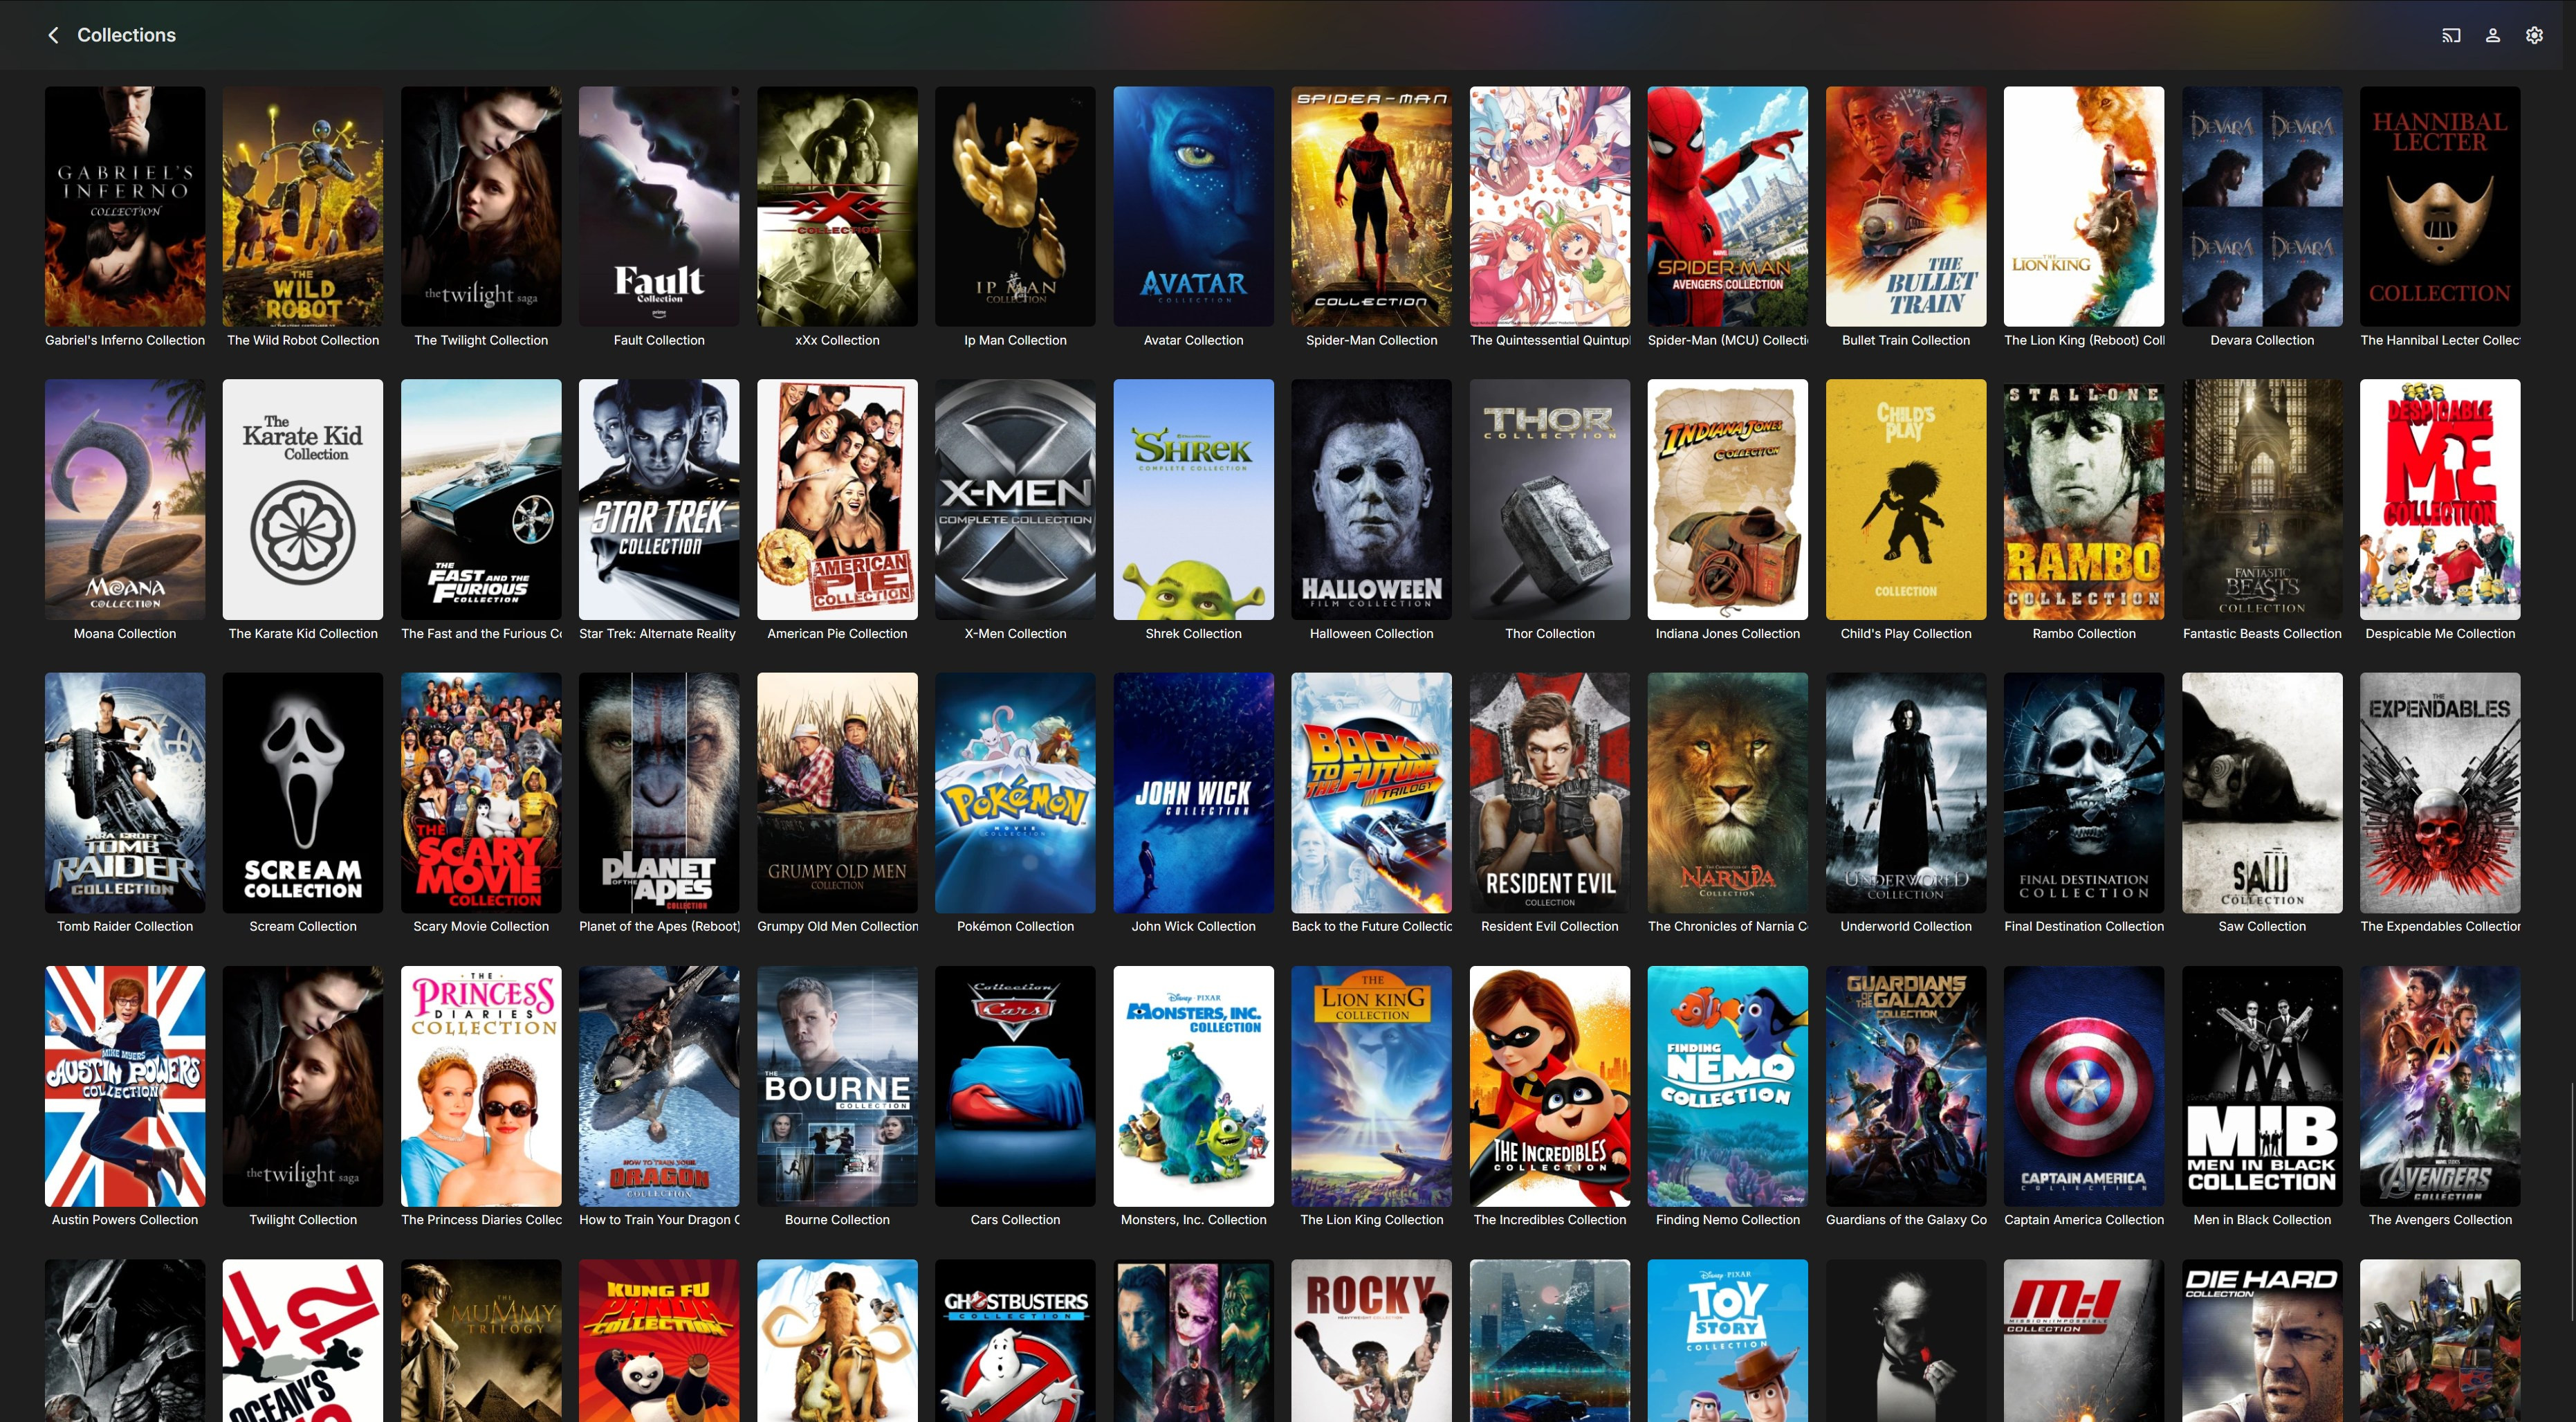 Collections
GABRIEL'S
INFERNO
COLLECTION
THE
WILD
ROBOT
the twilight saga
Fault
Collection
prime
xXx
COLLECTION
IP MAN
COLLECTION
AVATAR
COLLECTION
SPIDER-MAN
COLLECTION
SPIDER-MAN
AVENGERS COLLECTION
THE
BULLET
TRAIN
THE
LION KING
DEVARA
DEVARA
DEVARA
DEVARA
HANNIBAL
LECTER
COLLECTION
Gabriel's Inferno Collection
The Wild Robot Collection
The Twilight Collection
Fault Collection
xXx Collection
Ip Man Collection
Avatar Collection
Spider-Man Collection
The Quintessential Quintupl
Spider-Man (MCU) Collecti
Bullet Train Collection
The Lion King (Reboot) Coll
Devara Collection
The Hannibal Lecter Collec
MOANA
COLLECTION
The
Karate Kid
Collection
THE
FAST AND THE
FURIOUS
COLLECTION
STAR TREK
COLLECTION
AMERICAN
PIE
COLLECTION
X-MEN
COMPLETE COLLECTION
SHREK
COMPLETE COLLECTION
HALLOWEEN
FILM COLLECTION
THOR
COLLECTION
INDIANA JONES
COLLECTION
CHILD'S
PLAY
COLLECTION
STALLONE
RAMBO
COLLECTION
FANTASTIC
BEASTS
COLLECTION
DESPICABLE
ME
COLLECTION
Moana Collection
The Karate Kid Collection
The Fast and the Furious Co
Star Trek: Alternate Reality
American Pie Collection
X-Men Collection
Shrek Collection
Halloween Collection
Thor Collection
Indiana Jones Collection
Child's Play Collection
Rambo Collection
Fantastic Beasts Collection
Despicable Me Collection
LARA CROFT
TOMB
RAIDER
COLLECTION
SCREAM
COLLECTION
THE
SCARY
MOVIE
COLLECTION
PLANET
OF THE
APES
COLLECTION
GRUMPY OLD MEN
COLLECTION
POKéMON
MOVIE
COLLECTION
JOHN WICK
COLLECTION
BACK
TO THE
FUTURE
TRILOGY
RESIDENT EVIL
COLLECTION
THE CHRONICLES OF
NARNIA
COLLECTION
UNDERWORLD
COLLECTION
FINAL DESTINATION
COLLECTION
SAW
COLLECTION
THE
EXPENDABLES
Tomb Raider Collection
Scream Collection
Scary Movie Collection
Planet of the Apes (Reboot)
Grumpy Old Men Collection
Pokémon Collection
John Wick Collection
Back to the Future Collectic
Resident Evil Collection
The Chronicles of Narnia C
Underworld Collection
Final Destination Collection
Saw Collection
The Expendables Collection
MIKE MYERS
AUSTIN POWERS
COLLECTION
the twilight saga
THE
PRINCESS
DIARIES
COLLECTION
HOW TO TRAIN YOUR
DRAGON
COLLECTION
THE
BOURNE
COLLECTION
Collection
Cars
Disney · PIXAR
MONSTERS, INC.
COLLECTION
THE
LION KING
COLLECTION
THE INCREDIBLES
COLLECTION
FINDING
NEMO
COLLECTION
Disney
GUARDIANS
OF THE
GALAXY
COLLECTION
CAPTAIN AMERICA
COLLECTION
MIB
MEN IN BLACK
COLLECTION
AVENGERS
COLLECTION
Austin Powers Collection
Twilight Collection
The Princess Diaries Collec
How to Train Your Dragon C
Bourne Collection
Cars Collection
Monsters, Inc. Collection
The Lion King Collection
The Incredibles Collection
Finding Nemo Collection
Guardians of the Galaxy Co
Captain America Collection
Men in Black Collection
The Avengers Collection
11
12
OCEAN'S
THE
MUMMY
TRILOGY
KUNG FU
PANDA
COLLECTION
GHOSTBUSTERS
COLLECTION
ROCKY
HEAVYWEIGHT COLLECTION
Disney · PIXAR
TOY
STORY
COLLECTION
M:I
MISSION: IMPOSSIBLE
COLLECTION
DIE HARD
COLLECTION